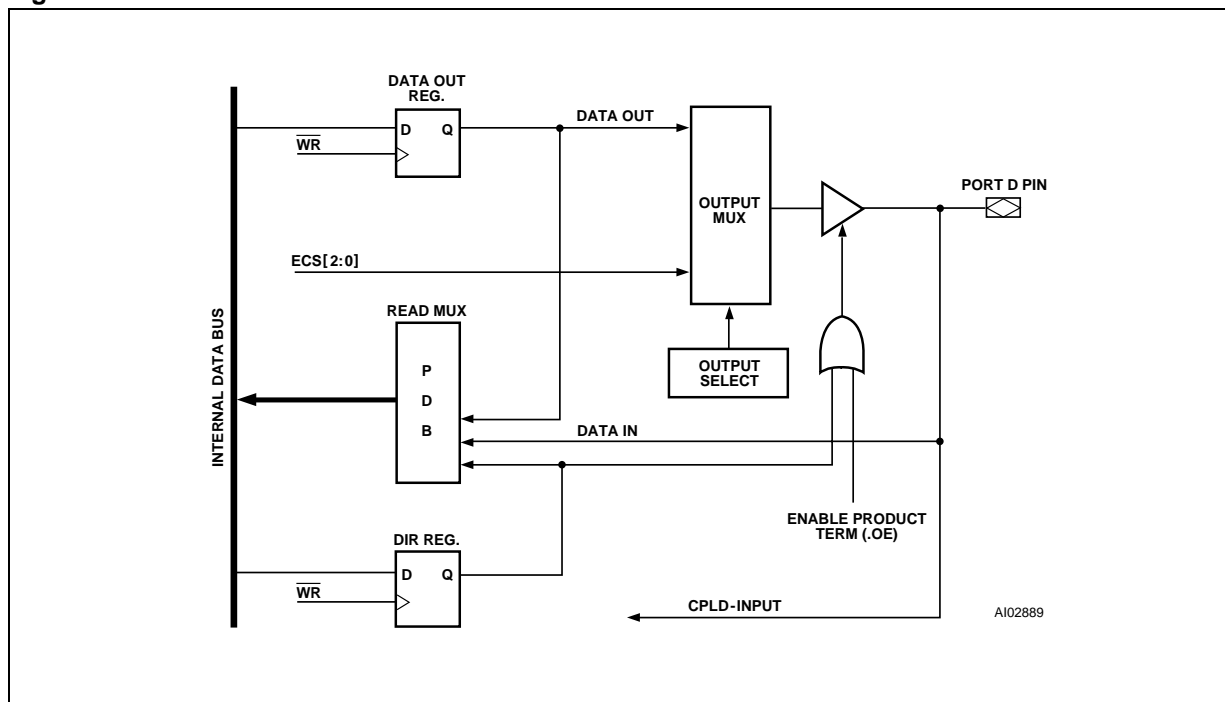 DATA OUT
REG.
DATA OUT
D
Q
WR
OUTPUT
MUX
PORT D PIN
ECS[2:0]
READ MUX
P
D
B
OUTPUT
SELECT
INTERNAL DATA BUS
DATA IN
ENABLE PRODUCT
TERM (.OE)
DIR REG.
D
Q
WR
CPLD-INPUT
AI02889